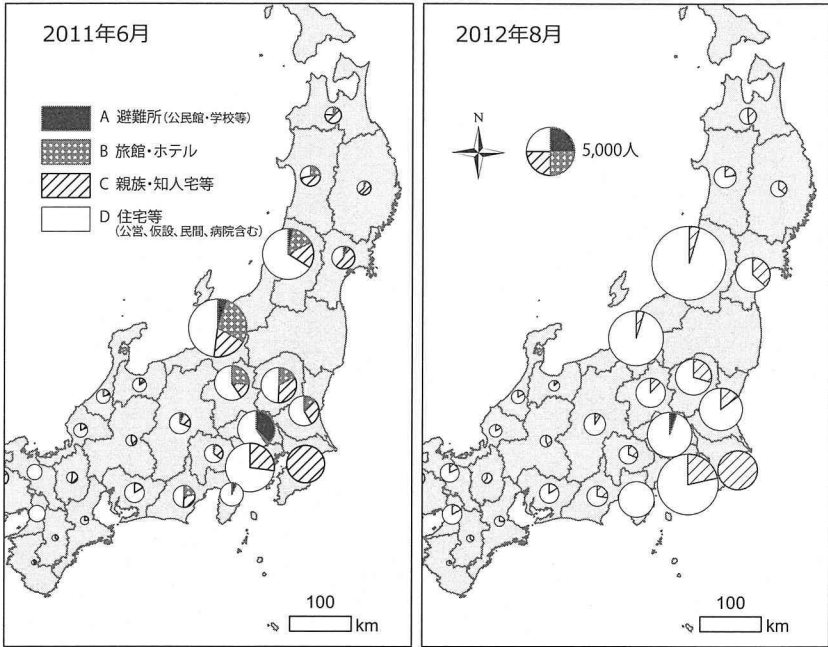 2011年6月
A 避難所(公民館・学校等)
B 旅館・ホテル
C 親族・知人宅等
D 住宅等
(公営、仮設、民間、病院含む)
100
km
2012年8月
N
5,000人
100
km